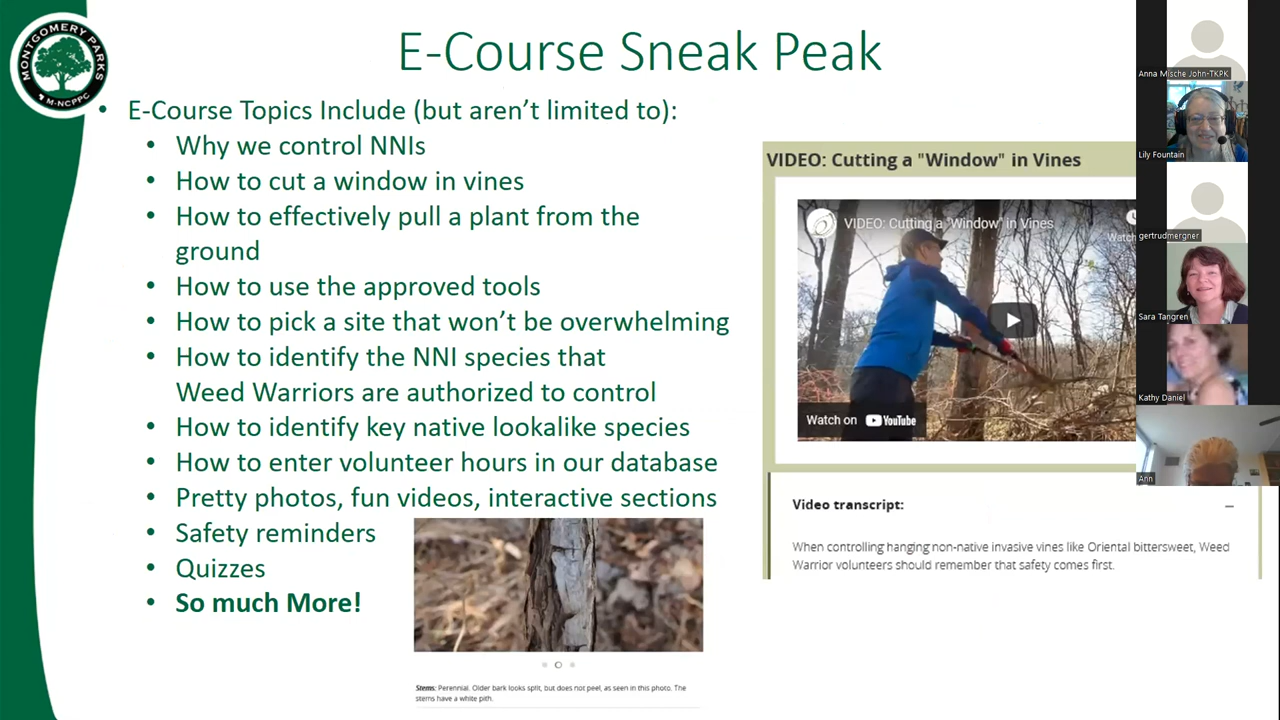 MONTGOMERY PARKS
M-NCPPC
E-Course Sneak Peak
• E-Course Topics Include (but aren’t limited to):
• Why we control NNIs
• How to cut a window in vines
• How to effectively pull a plant from the
ground
• How to use the approved tools
• How to pick a site that won’t be overwhelming
• How to identify the NNI species that
Weed Warriors are authorized to control
• How to identify key native lookalike species
• How to enter volunteer hours in our database
• Pretty photos, fun videos, interactive sections
• Safety reminders
• Quizzes
• So much More!
Stems: Perennial. Older bark looks split, but does not peel, as seen in this photo. The
stems have a white pith.
VIDEO: Cutting a "Window" in Vines
VIDEO: Cutting a "Window" in Vines
Watch
Watch on YouTube
Video transcript:
When controlling hanging non-native invasive vines like Oriental bittersweet, Weed
Warrior volunteers should remember that safety comes first.
Anna Mische John-TKPK
Lily Fountain
gertrudmergner
Sara Tangren
Kathy Daniel
Ann